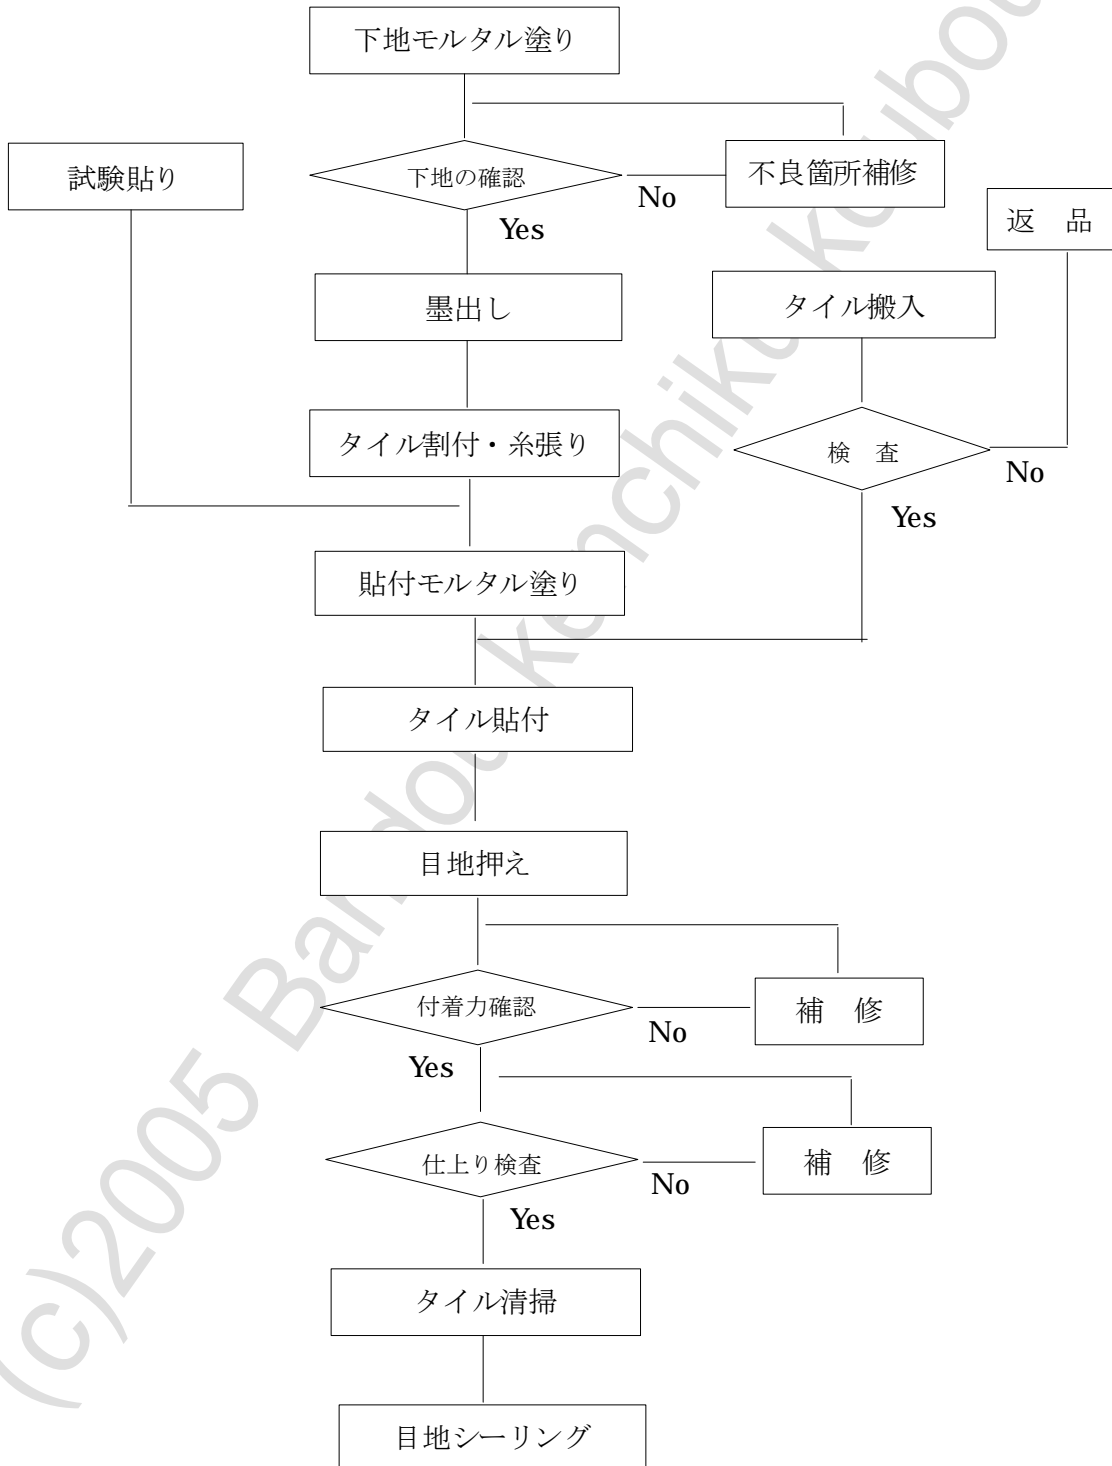 下地モルタル塗り
試験貼り
下地の確認
No
不良箇所補修
Yes
返 品
墨出し
タイル搬入
タイル割付・糸張り
検 査
No
Yes
貼付モルタル塗り
タイル貼付
目地押え
付着力確認
No
補 修
Yes
仕上り検査
No
補 修
Yes
タイル清掃
目地シーリング